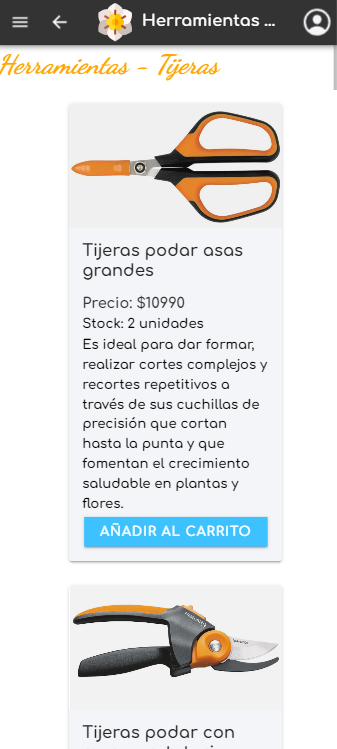 Herramientas ...
Herramientas - Tijeras
Tijeras podar asas
grandes
Precio: $10990
Stock: 2 unidades
Es ideal para dar formar,
realizar cortes complejos y
recortes repetitivos a
través de sus cuchillas de
precisión que cortan
hasta la punta y que
fomentan el crecimiento
saludable en plantas y
flores.
AÑADIR AL CARRITO
Tijeras podar con